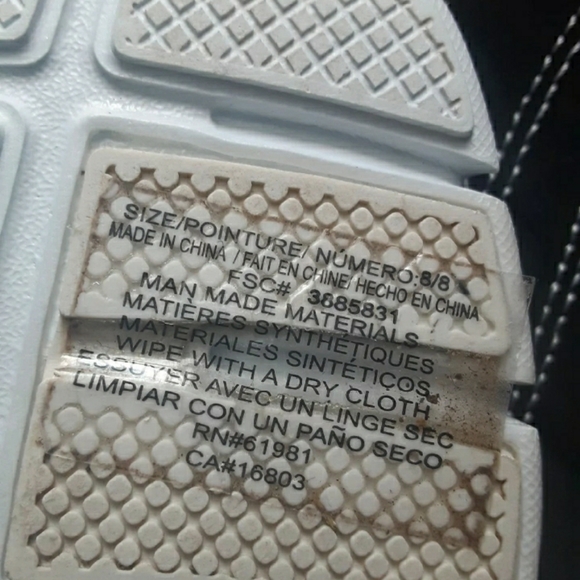 SIZE/POINTURE/ NÚMERO:8/8
MADE IN CHINA / FAIT EN CHINE/ HECHO EN CHINA
FSC# 3885831
MAN MADE MATERIALS
MATIÈRES SYNTHÉTIQUES
MATERIALES SINTÉTICOS
WIPE WITH A DRY CLOTH
ESSUYER AVEC UN LINGE SEC
LIMPIAR CON UN PAÑO SECO
RN#61981
CA#16803